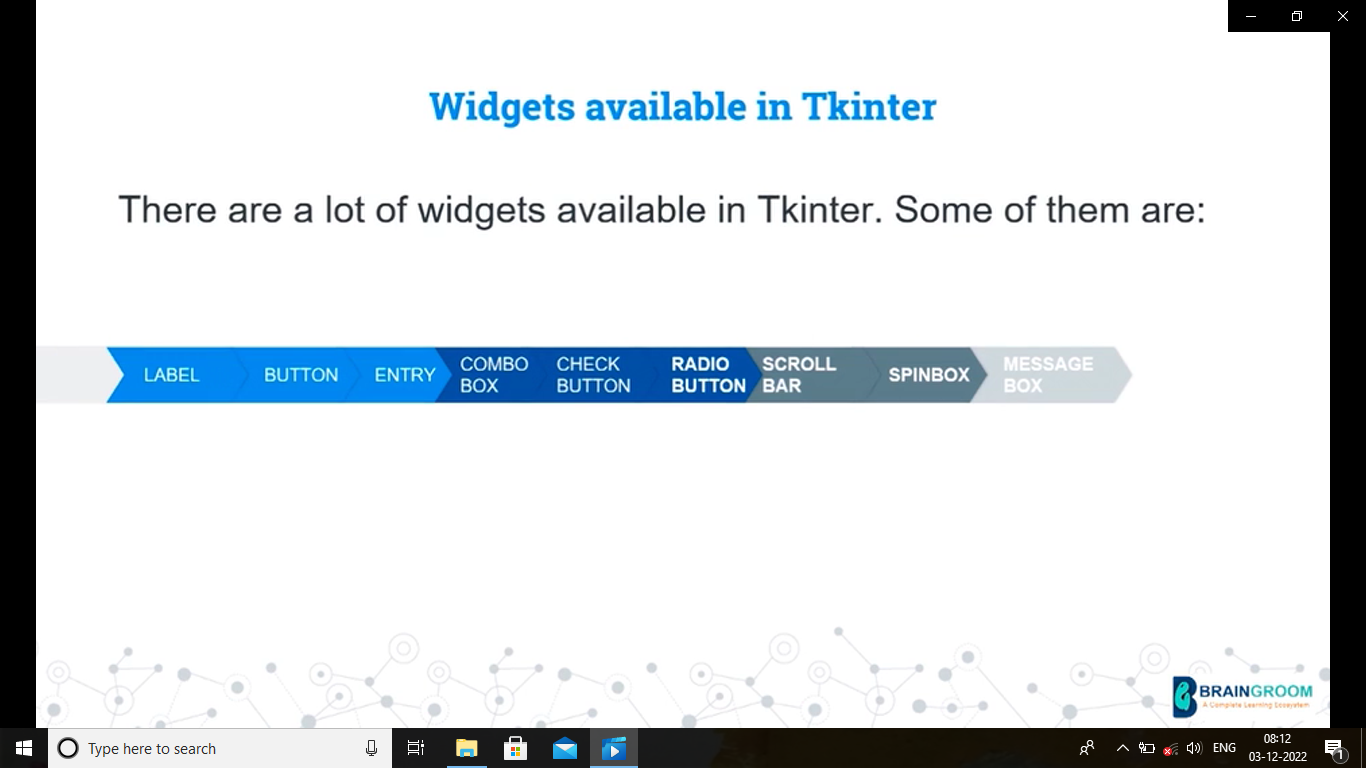 Widgets available in Tkinter
There are a lot of widgets available in Tkinter. Some of them are:
LABEL
BUTTON
ENTRY
COMBO
BOX
CHECK
BUTTON
RADIO
BUTTON
SCROLL
BAR
SPINBOX
MESSAGE
BOX
BRAINGROOM
A Complete Learning Ecosystem
Type here to search
ENG
08:12
03-12-2022
1